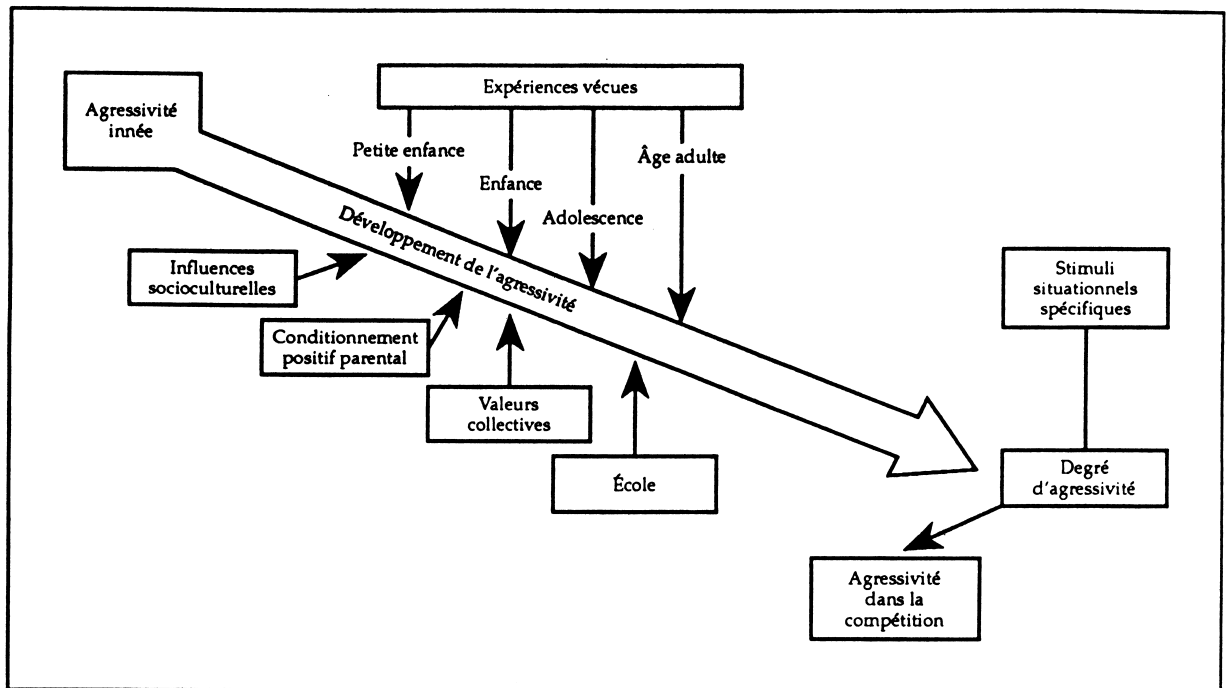 Agressivité
innée
Expériences vécues
Petite enfance
Enfance
Adolescence
Âge adulte
Développement de l'agressivité
Influences
socioculturelles
Conditionnement
positif parental
Valeurs
collectives
École
Stimuli
situationnels
spécifiques
Degré
d'agressivité
Agressivité
dans la
compétition